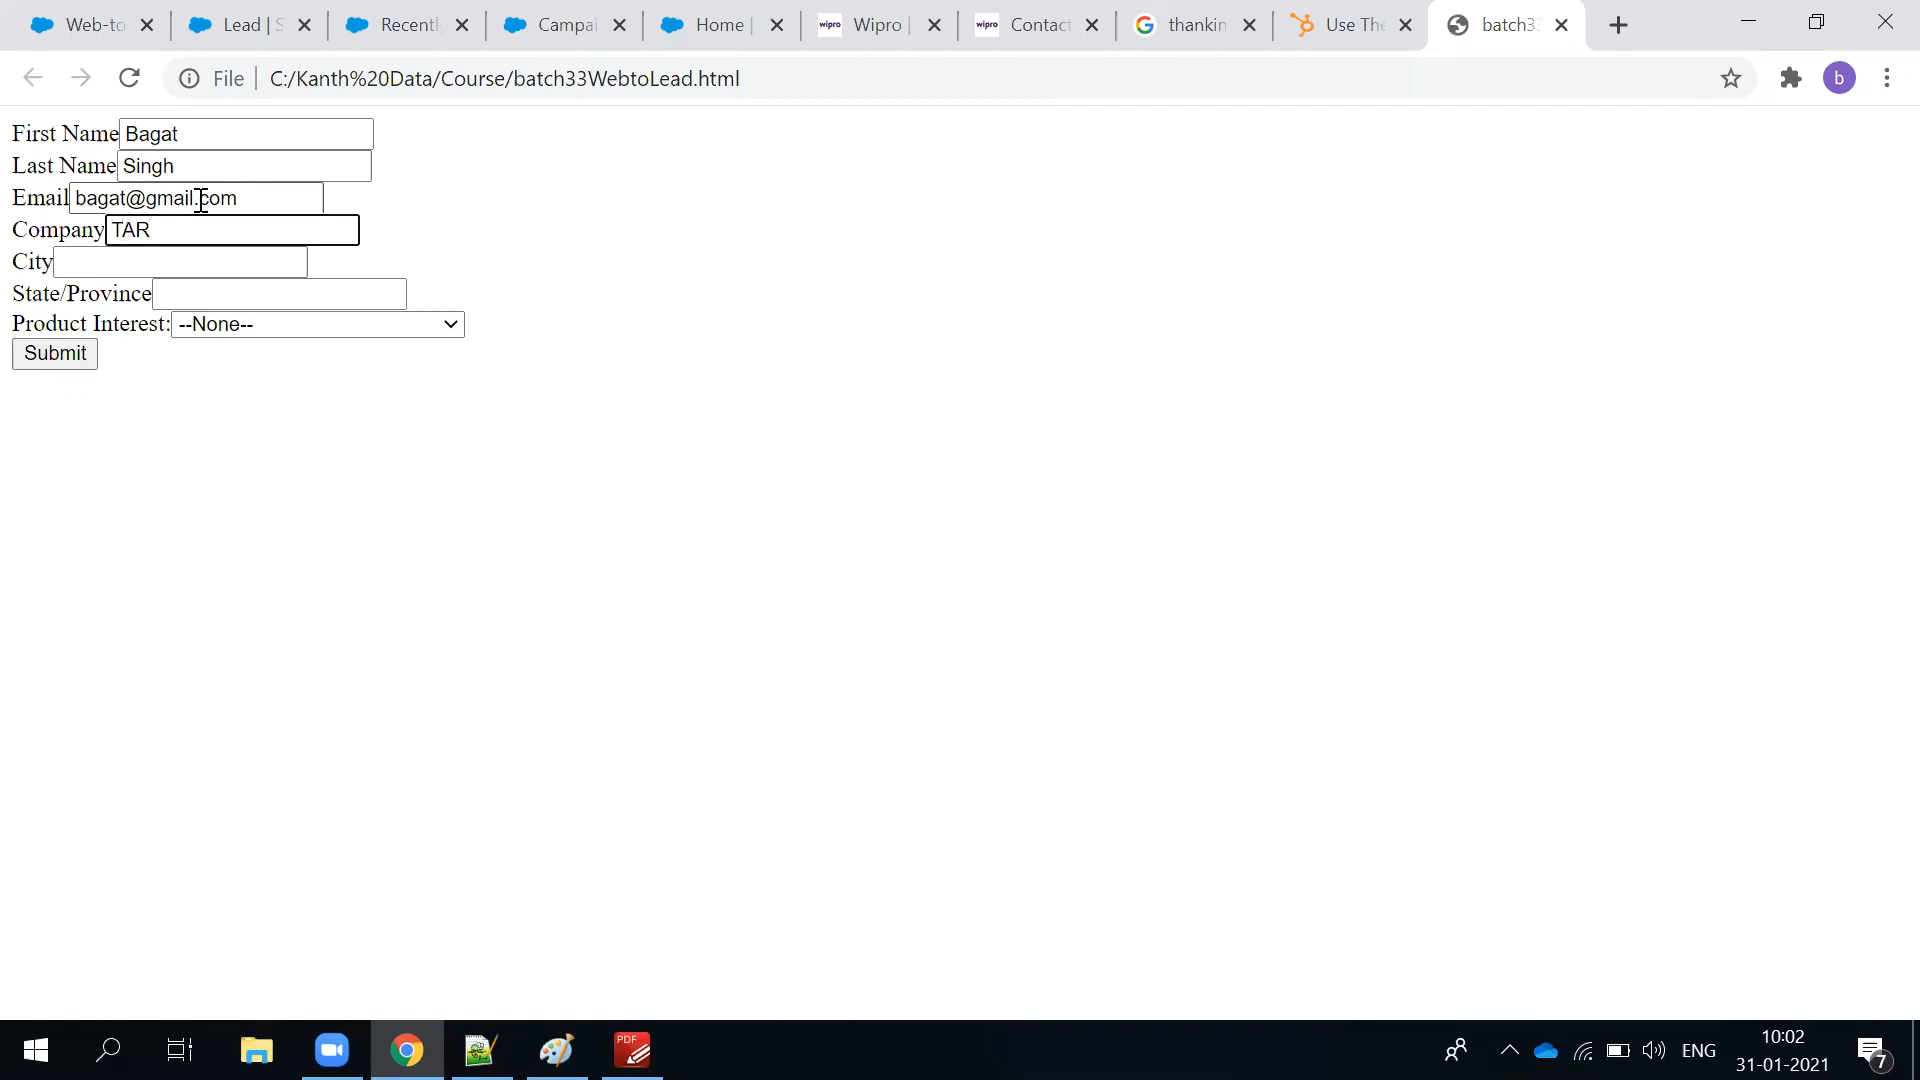 Web-to
Lead | S
Recentl
Campai
Home |
wipro
Wipro |
wipro
Contact
thankin
Use The
batch33
File
C:/Kanth%20Data/Course/batch33WebtoLead.html
b
First Name Bagat
Last Name Singh
Email bagat@gmail.com
Company TAR
City
State/Province
Product Interest: --None--
Submit
PDF
ENG
10:02
31-01-2021
7